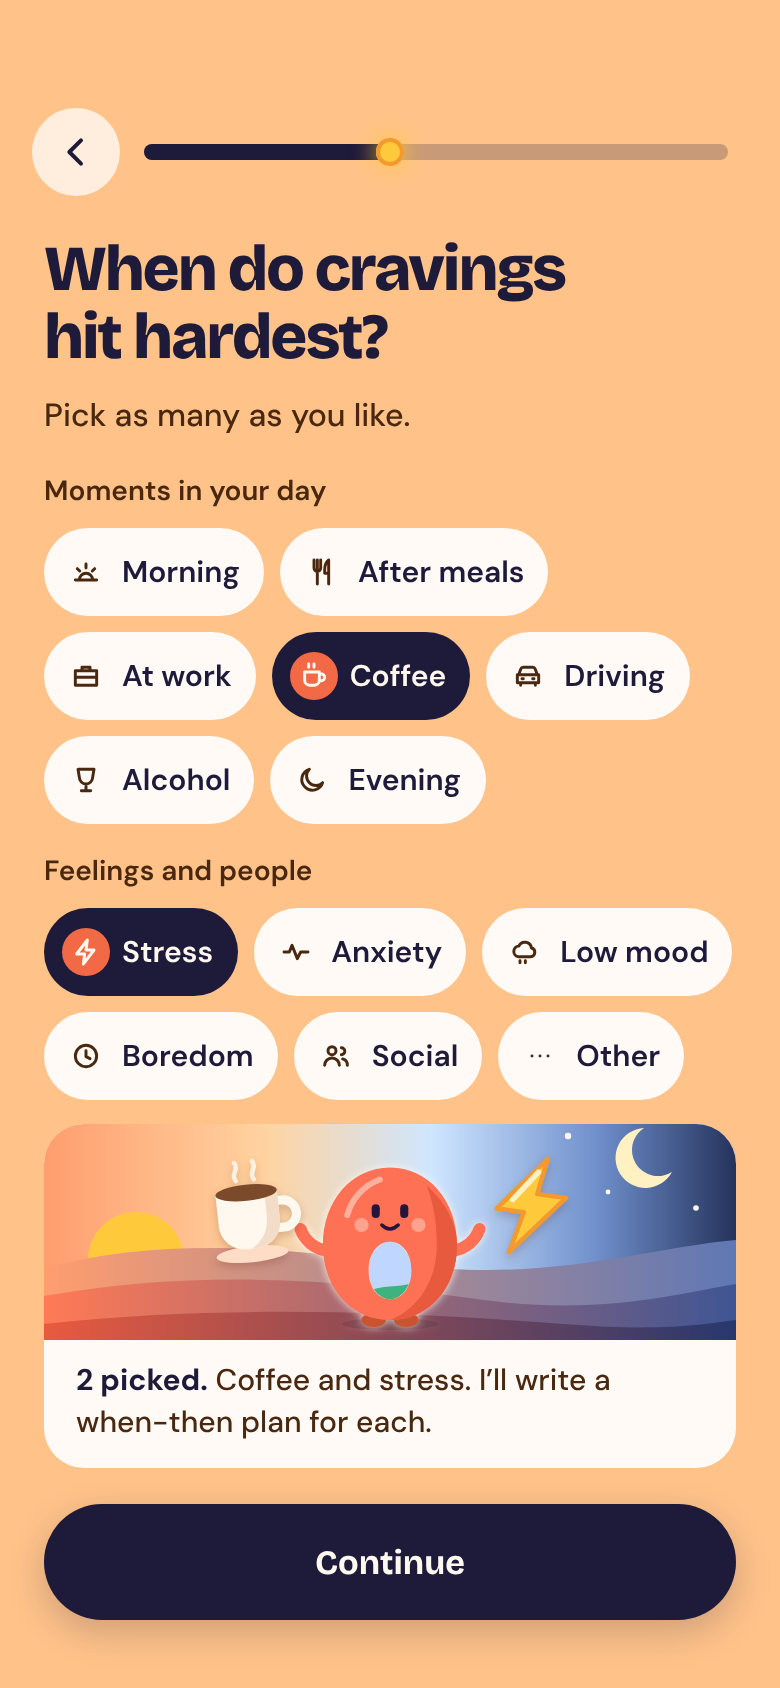 When do cravings
hit hardest?
Pick as many as you like.
Moments in your day
Morning After meals
At work Coffee Driving
Alcohol Evening
Feelings and people
Stress Anxiety Low mood
Boredom Social Other
2 picked. Coffee and stress. I’ll write a
when–then plan for each.
Continue